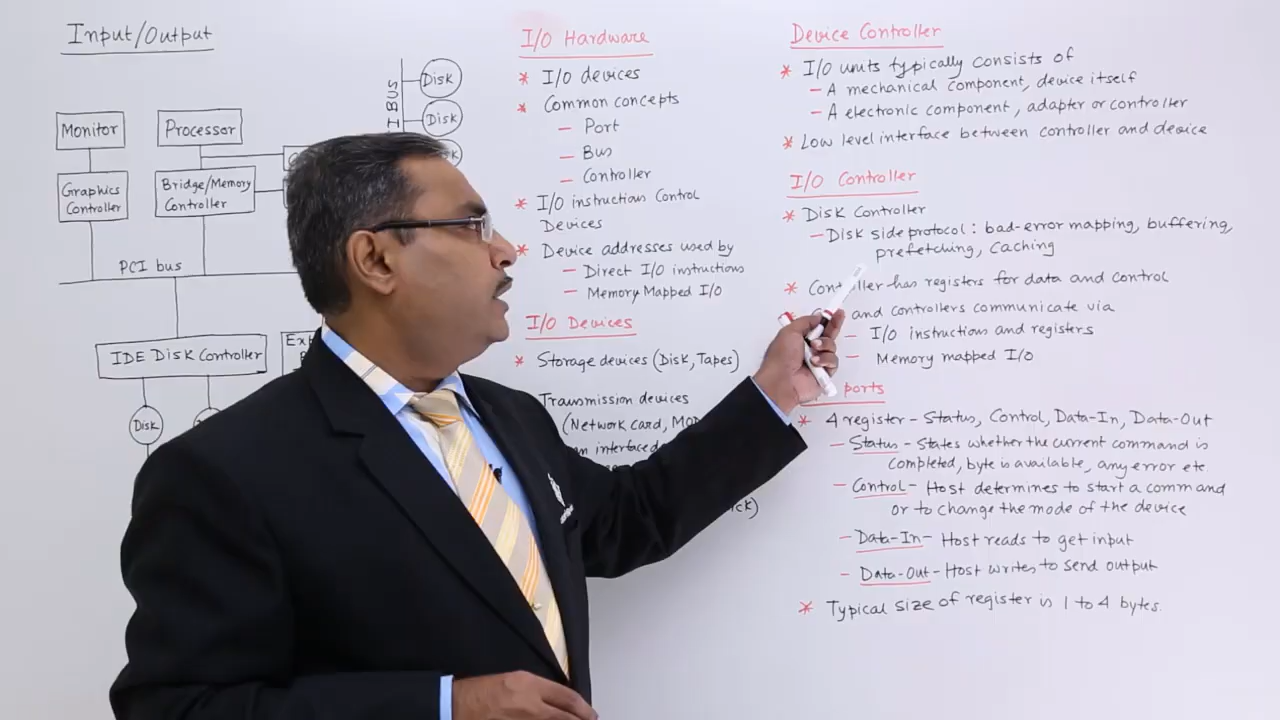 Input/Output
Monitor
Processor
Graphics
Controller
Bridge/Memory
Controller
PCI bus
IDE Disk Controller
Disk
I BUS
Disk
Disk
I/O Hardware
* I/O devices
* Common concepts
– Port
– Bus
– Controller
* I/O instructions Control
Devices
* Device addresses used by
– Direct I/O instructions
– Memory Mapped I/O
I/O Devices
* Storage devices (Disk, Tapes)
Transmission devices
(Network card,
Device Controller
* I/O units typically consists of
– A mechanical component, device itself
– A electronic component, adapter or controller
* Low level interface between controller and device
I/O Controller
* Disk Controller
– Disk side protocol : bad-error mapping, buffering,
prefetching, Caching
* Controller has registers for data and control
* and controllers communicate via
– I/O instructions and registers
– Memory mapped I/O
ports
* 4 register – Status, Control, Data-In, Data-Out
– Status – States whether the current command is
completed, byte is available, any error etc.
– Control – Host determines to start a command
or to change the mode of the device
– Data-In – Host reads to get input
– Data-Out – Host writes to send output
* Typical size of register is 1 to 4 bytes.